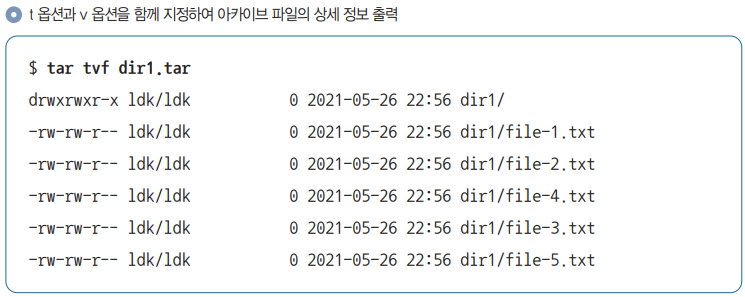 t 옵션과 v 옵션을 함께 지정하여 아카이브 파일의 상세 정보 출력
$ tar tvf dir1.tar
drwxrwxr-x ldk/ldk 0 2021-05-26 22:56 dir1/
-rw-rw-r-- ldk/ldk 0 2021-05-26 22:56 dir1/file-1.txt
-rw-rw-r-- ldk/ldk 0 2021-05-26 22:56 dir1/file-2.txt
-rw-rw-r-- ldk/ldk 0 2021-05-26 22:56 dir1/file-4.txt
-rw-rw-r-- ldk/ldk 0 2021-05-26 22:56 dir1/file-3.txt
-rw-rw-r-- ldk/ldk 0 2021-05-26 22:56 dir1/file-5.txt